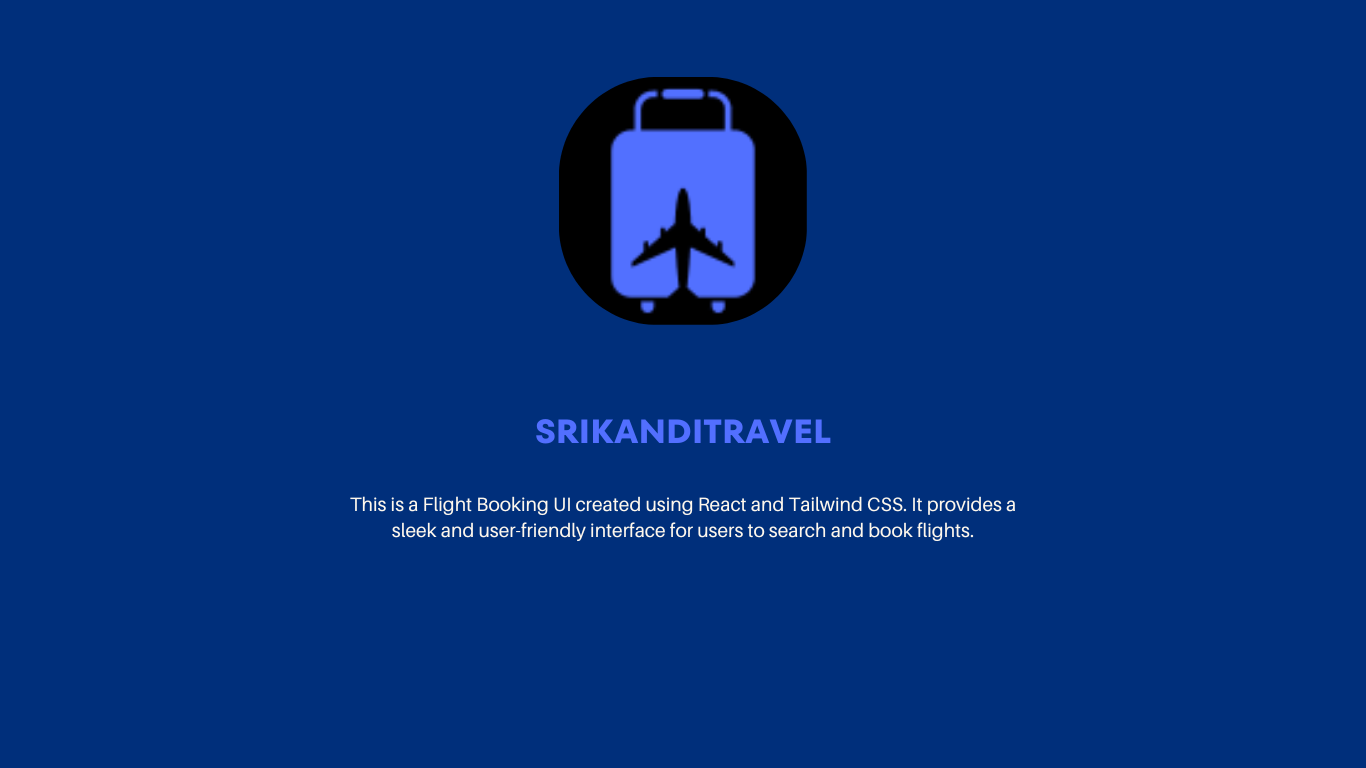 SRIKANDITRAVEL
This is a Flight Booking UI created using React and Tailwind CSS. It provides a
sleek and user-friendly interface for users to search and book flights.